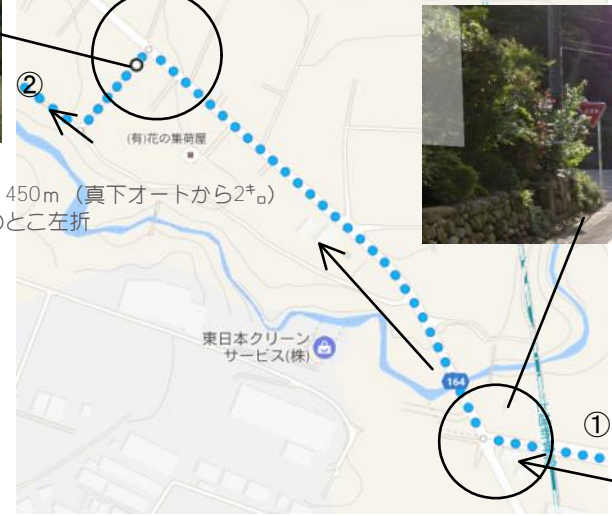 ②
(有)花の集荷屋
450m（真下オートから2㌔）
のとこ左折
東日本クリーン
サービス(株)
164
①